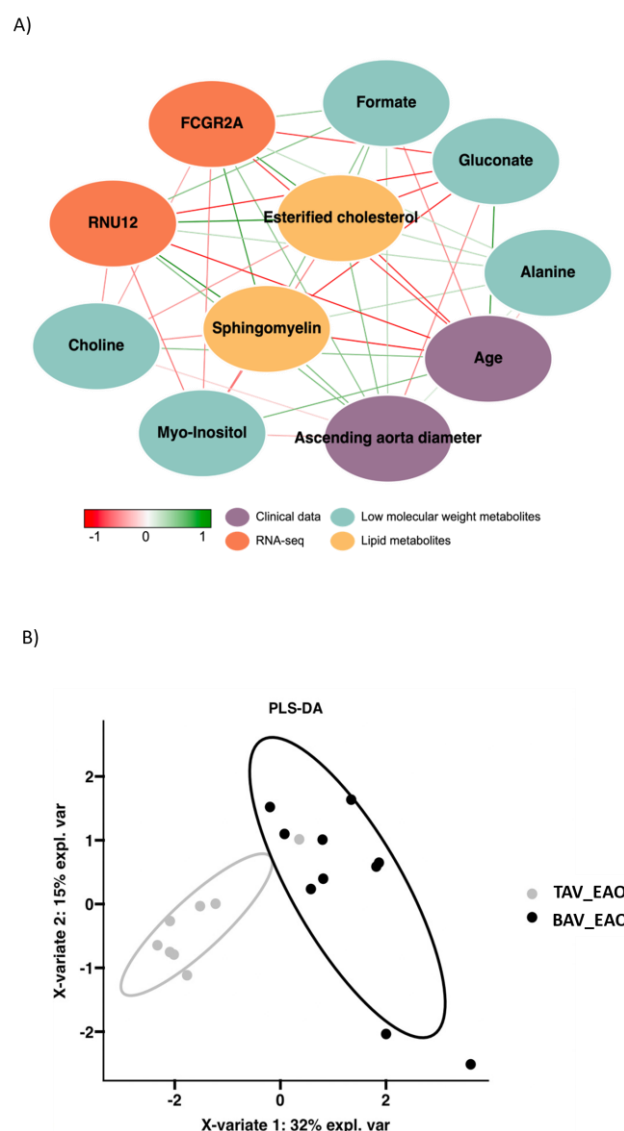 A)
Formate
FCGR2A
Gluconate
Esterified cholesterol
RNU12
Alanine
Sphingomyelin
Choline
Age
Myo-Inositol
Ascending aorta diameter
-1 0 1
Clinical data
Low molecular weight metabolites
RNA-seq
Lipid metabolites
B)
PLS-DA
X-variate 2: 15% expl. var
2
1
0
-1
-2
-2 0 2
X-variate 1: 32% expl. var
TAV_EAO
BAV_EAO